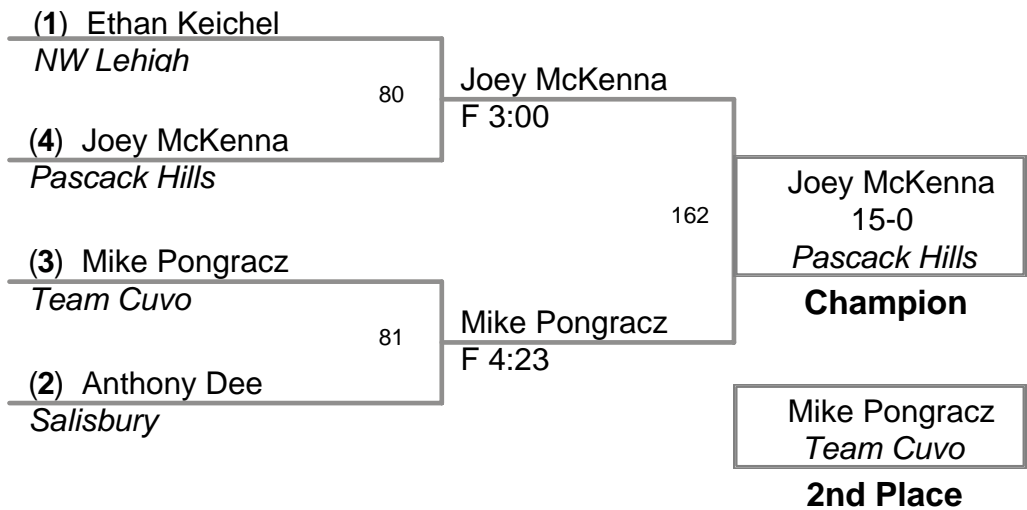 (1) Ethan Keichel
NW Lehigh
80
Joey McKenna
F 3:00
(4) Joey McKenna
Pascack Hills
162
Joey McKenna
15-0
Pascack Hills
Champion
(3) Mike Pongracz
Team Cuvo
81
Mike Pongracz
F 4:23
(2) Anthony Dee
Salisbury
Mike Pongracz
Team Cuvo
2nd Place